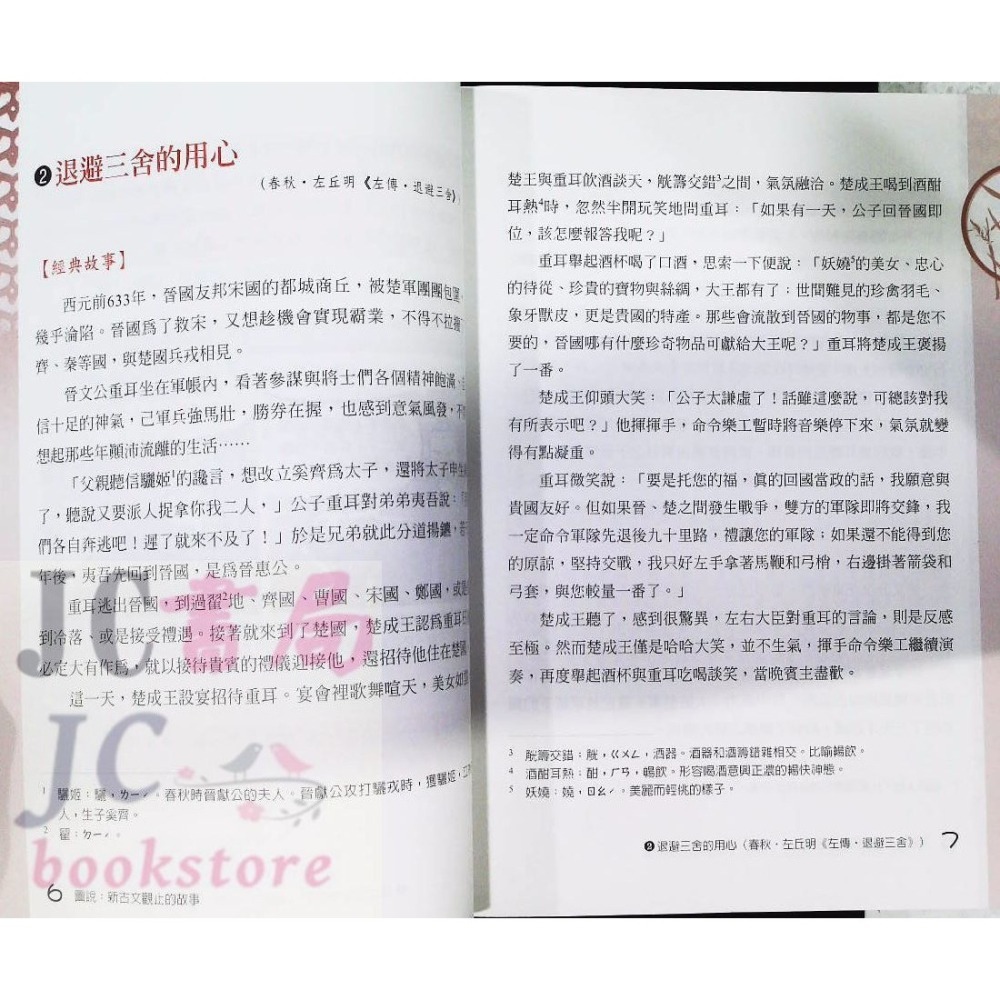 ❷退避三舍的用心
（春秋・左丘明《左傳・退避三舍》）
【經典故事】
西元前633年，晉國友邦宋國的都城商丘，被楚軍團團包圍，
幾乎淪陷。晉國為了救宋，又想趁機會實現霸業，不得不拉攏
齊、秦等國，與楚國兵戎相見。
晉文公重耳坐在軍帳內，看著參謀與將士們各個精神飽滿、
信十足的神氣，己軍兵強馬壯，勝券在握，也感到意氣風發，不
想起那些年顛沛流離的生活⋯⋯
「父親聽信驪姬1的讒言，想改立奚齊為太子，還將太子申生
了，聽說又要派人捉拿你我二人，」公子重耳對弟弟夷吾說：「
們各自奔逃吧！遲了就來不及了！」於是兄弟就此分道揚鑣，若
年後，夷吾先回到晉國，是為晉惠公。
重耳逃出晉國，到過翟2地、齊國、曹國、宋國、鄭國，或
到冷落、或是接受禮遇。接著就來到了楚國，楚成王認為重耳
必定大有作為，就以接待貴賓的禮儀迎接他，還招待他住在楚國
這一天，楚成王設宴招待重耳。宴會裡歌舞喧天，美女如
1 驪姬：驪，ㄌㄧˊ。春秋時晉獻公的夫人。晉獻公攻打驪戎時，獲驪姬，
人，生子奚齊。
2 翟：ㄉㄧˊ。
6 圖說：新古文觀止的故事
JC書局
JC
bookstore
楚王與重耳飲酒談天，觥籌交錯3之間，氣氛融洽。楚成王喝到酒酣
耳熱4時，忽然半開玩笑地問重耳：「如果有一天，公子回晉國即
位，該怎麼報答我呢？」
重耳舉起酒杯喝了口酒，思索一下便說：「妖嬈5的美女、忠心
的待從、珍貴的寶物與絲綢，大王都有了；世間難見的珍禽羽毛、
象牙獸皮，更是貴國的特產。那些會流散到晉國的物事，都是您不
要的，晉國哪有什麼珍奇物品可獻給大王呢？」重耳將楚成王褒揚
了一番。
楚成王仰頭大笑：「公子太謙虛了！話雖這麼說，可總該對我
有所表示吧？」他揮揮手，命令樂工暫時將音樂停下來，氣氛就變
得有點凝重。
重耳微笑說：「要是托您的福，真的回國當政的話，我願意與
貴國友好。但如果晉、楚之間發生戰爭，雙方的軍隊即將交鋒，我
一定命令軍隊先退後九十里路，禮讓您的軍隊；如果還不能得到您
的原諒，堅持交戰，我只好左手拿著馬鞭和弓梢，右邊掛著箭袋和
弓套，與您較量一番了。」
楚成王聽了，感到很驚異，左右大臣對重耳的言論，則是反感
至極。然而楚成王僅是哈哈大笑，並不生氣，揮手命令樂工繼續演
奏，再度舉起酒杯與重耳吃喝談笑，當晚賓主盡歡。
3 觥籌交錯：觥，ㄍㄨㄥ，酒器。酒器和酒籌錯雜相交。比喻暢飲。
4 酒酣耳熱：酣，ㄏㄢ，暢飲。形容喝酒意興正濃的暢快神態。
5 妖嬈：嬈，ㄖㄠˊ。美麗而輕佻的樣子。
❷退避三舍的用心（春秋・左丘明《左傳・退避三舍》） 7